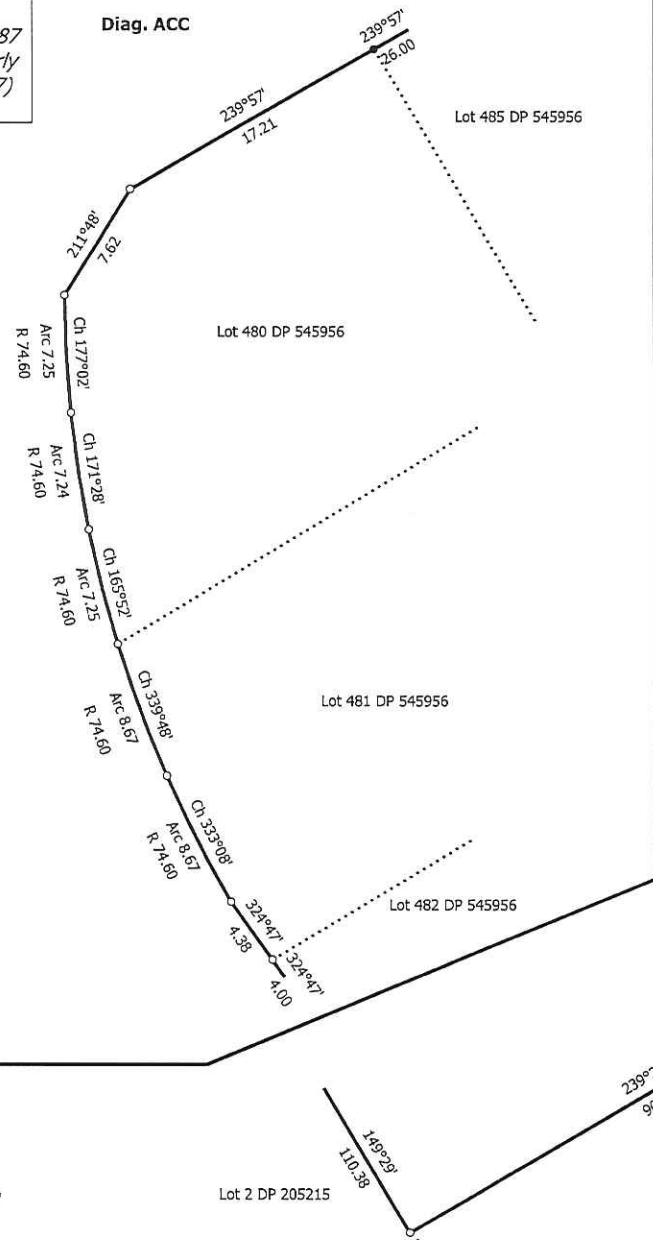 87
rly
7)
Diag. ACC
239°57'
26.00
239°57'
17.21
Lot 485 DP 545956
211°48'
7.62
Lot 480 DP 545956
Ch 177°02'
Arc 7.25
R 74.60
Ch 171°28'
Arc 7.24
R 74.60
Ch 165°52'
Arc 7.25
R 74.60
Ch 339°48'
Arc 8.67
R 74.60
Lot 481 DP 545956
Ch 333°08'
Arc 8.67
R 74.60
324°47'
4.38
324°47'
4.00
Lot 482 DP 545956
149°29'
110.38
Lot 2 DP 205215